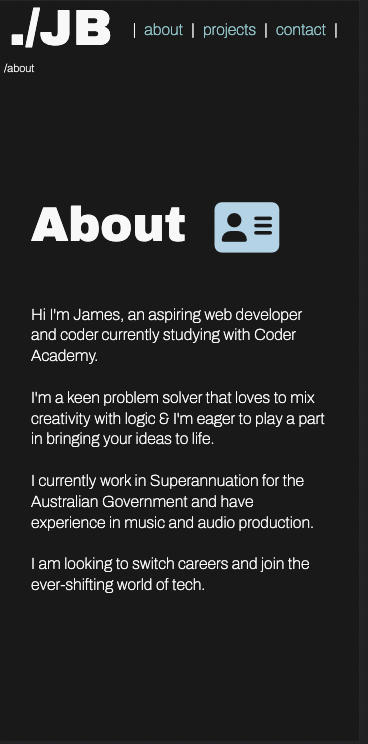 ./JB
| about | projects | contact |
/about
About
Hi I'm James, an aspiring web developer
and coder currently studying with Coder
Academy.
I'm a keen problem solver that loves to mix
creativity with logic & I'm eager to play a part
in bringing your ideas to life.
I currently work in Superannuation for the
Australian Government and have
experience in music and audio production.
I am looking to switch careers and join the
ever-shifting world of tech.